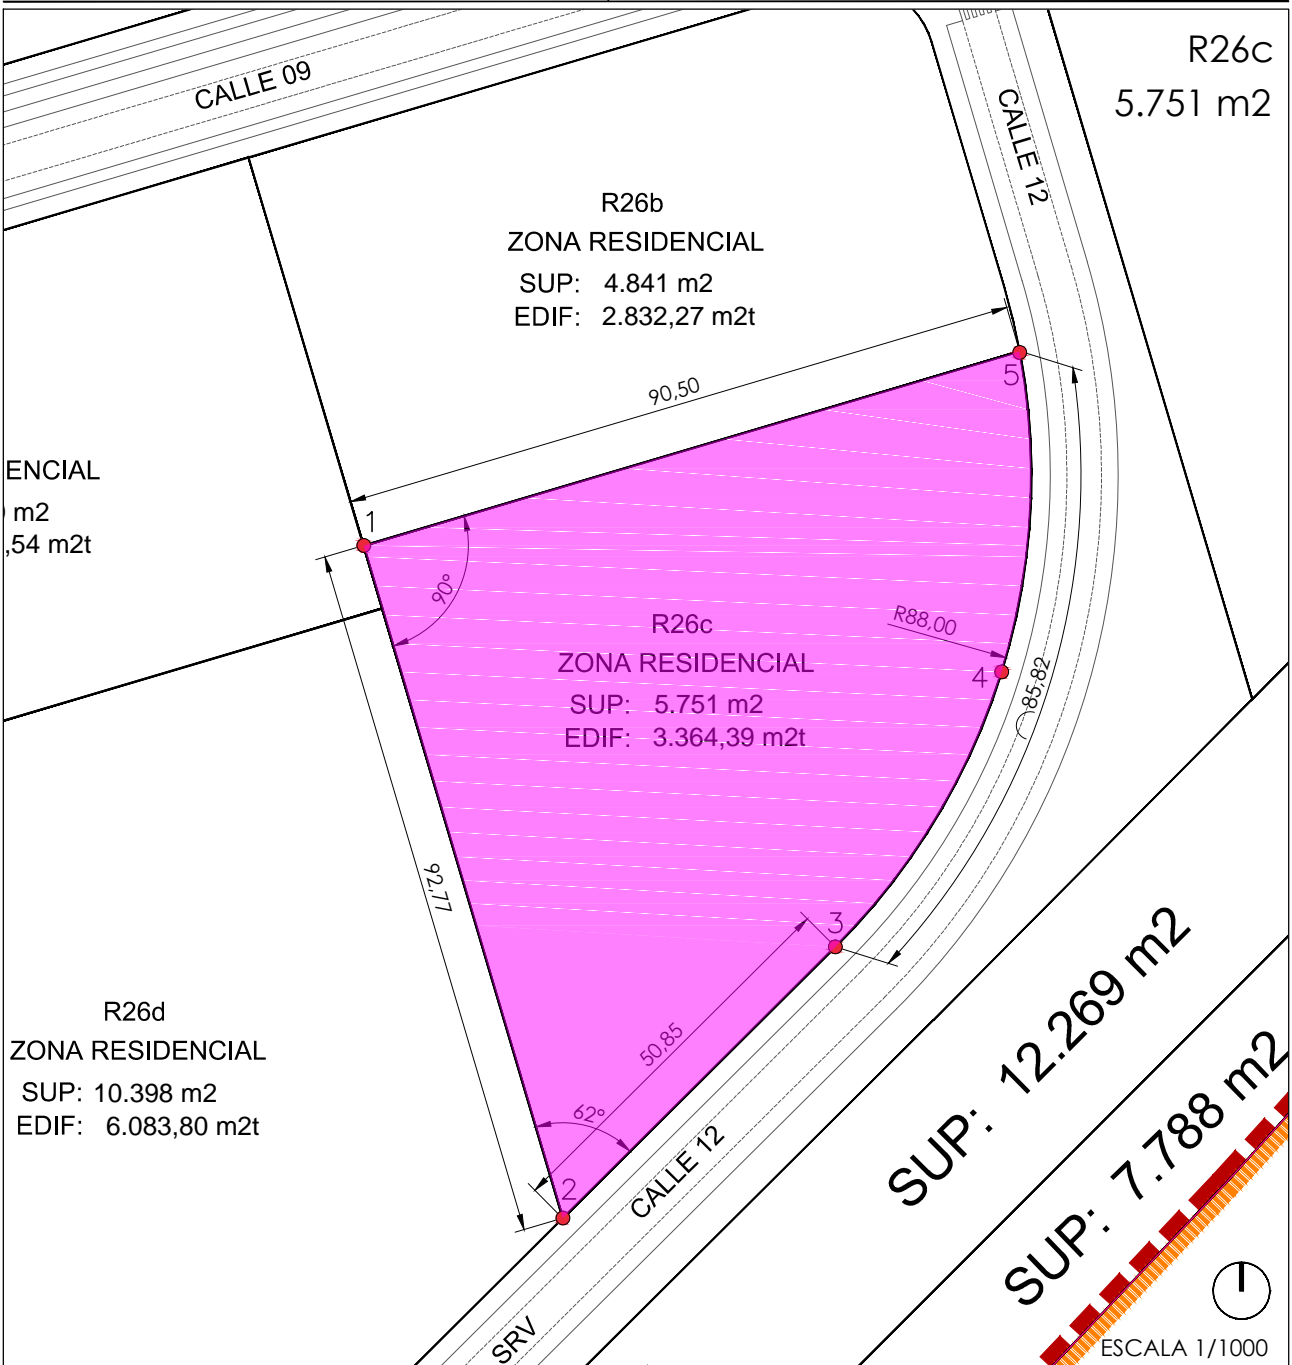 R26c
5.751 m2
CALLE 09
CALLE 12
R26b
ZONA RESIDENCIAL
SUP: 4.841 m2
EDIF: 2.832,27 m2t
90,50
5
ENCIAL
m2
,54 m2t
1
90°
R88,00
R26c
ZONA RESIDENCIAL
SUP: 5.751 m2
EDIF: 3.364,39 m2t
4
85,82
92,77
3
50,85
62°
2
R26d
ZONA RESIDENCIAL
SUP: 10.398 m2
EDIF: 6.083,80 m2t
CALLE 12
SUP: 12.269 m2
SUP: 7.788 m2
SRV
ESCALA 1/1000